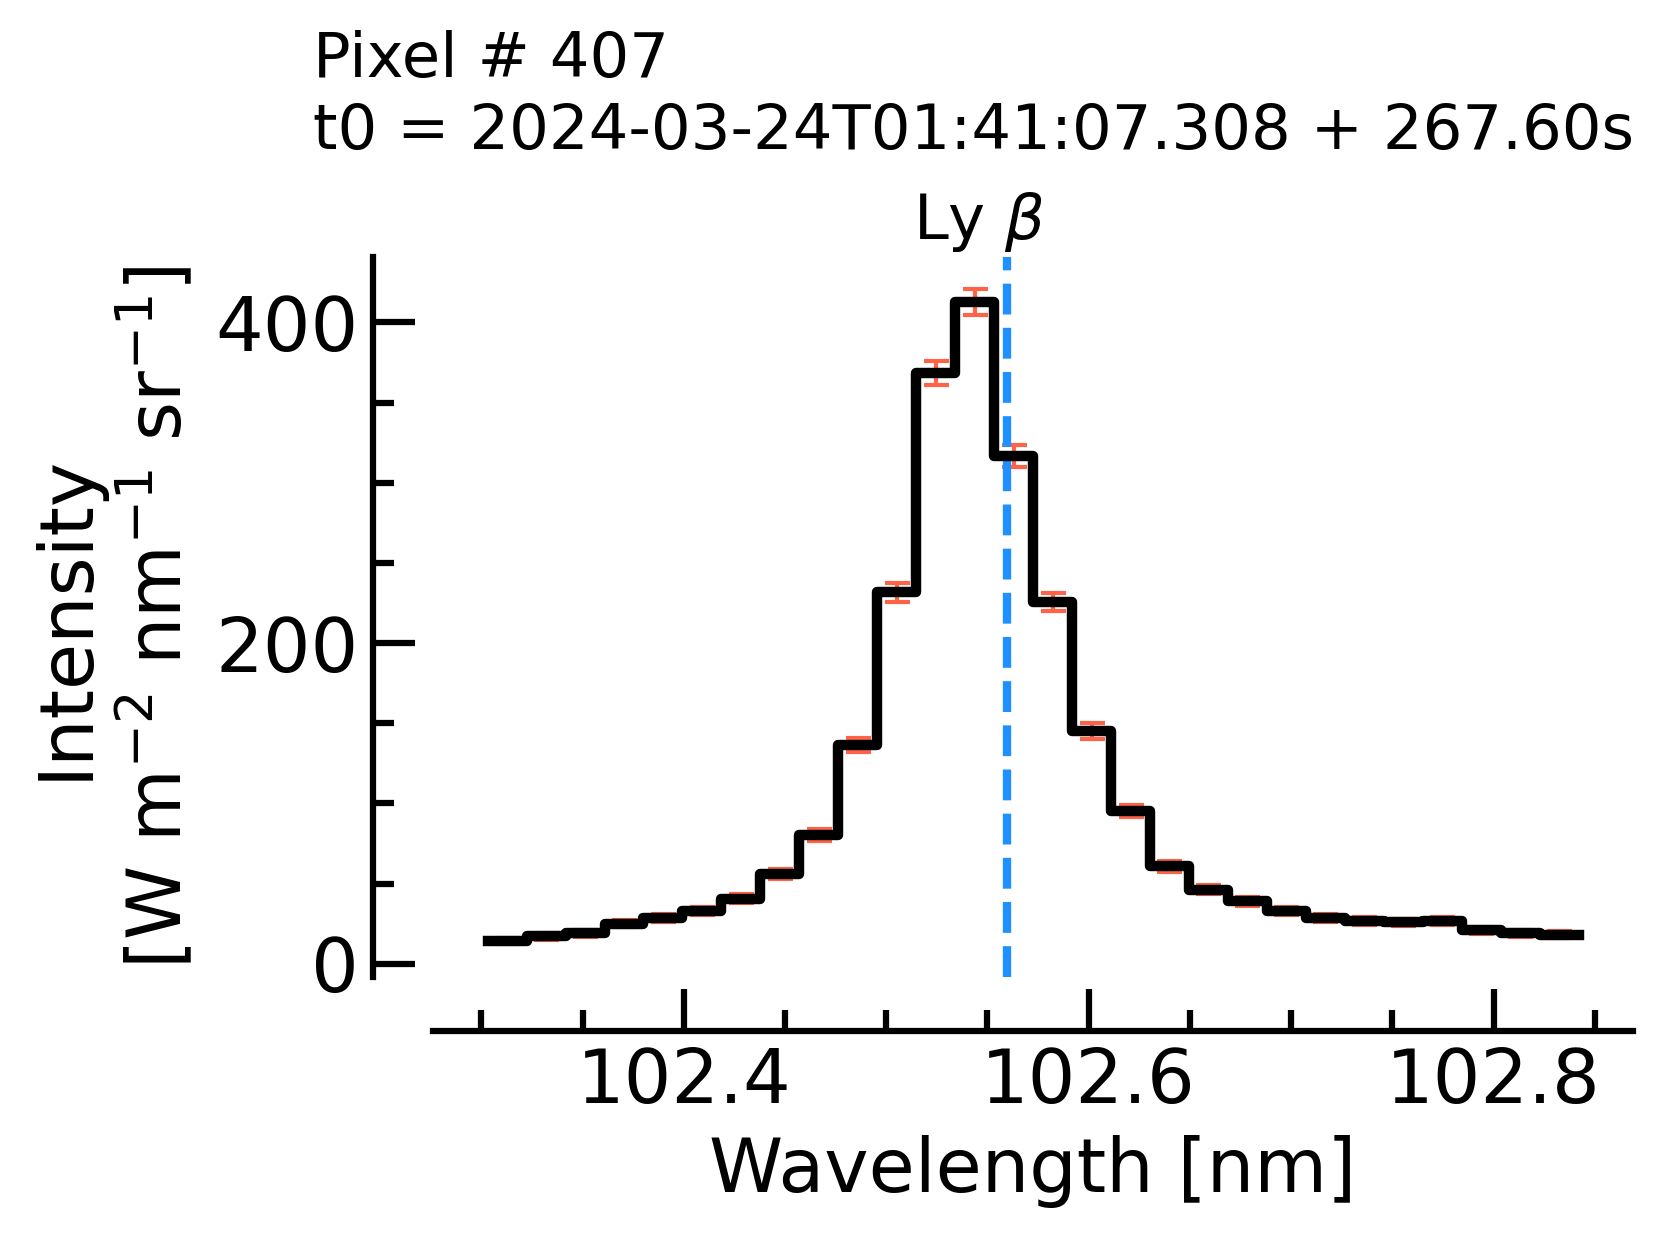 Pixel # 407
t0 = 2024-03-24T01:41:07.308 + 267.60s
Ly β
Intensity
[W m⁻² nm⁻¹ sr⁻¹]
400
200
0
102.4 102.6 102.8
Wavelength [nm]